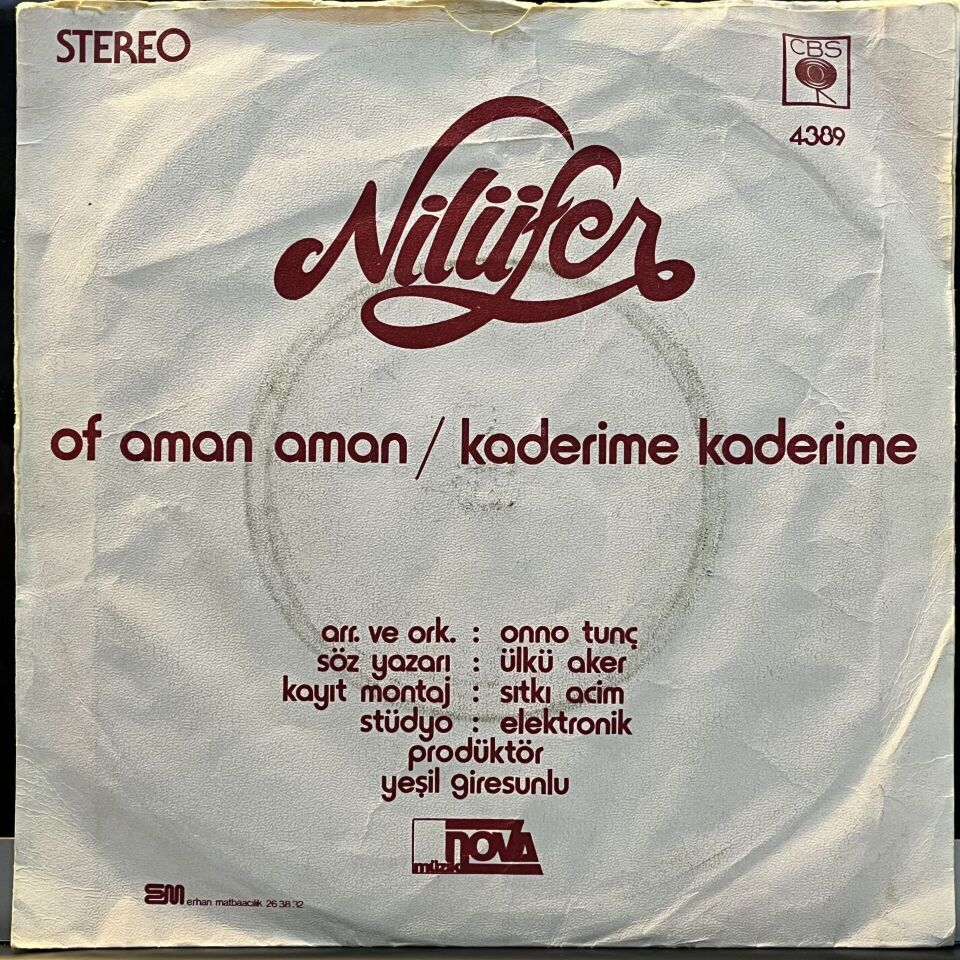 STEREO
CBS
4389
Nilüfer
of aman aman / kaderime kaderime
arr. ve ork. : onno tunç
söz yazarı : ülkü aker
kayıt montaj : sıtkı acim
stüdyo : elektronik
prodüktör
yeşil giresunlu
nova
müzik
SM erhan matbaacılık 26 38 32